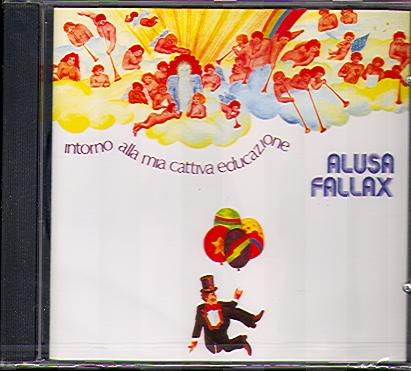 intorno alla mia cattiva educazione
ALUSA
FALLAX